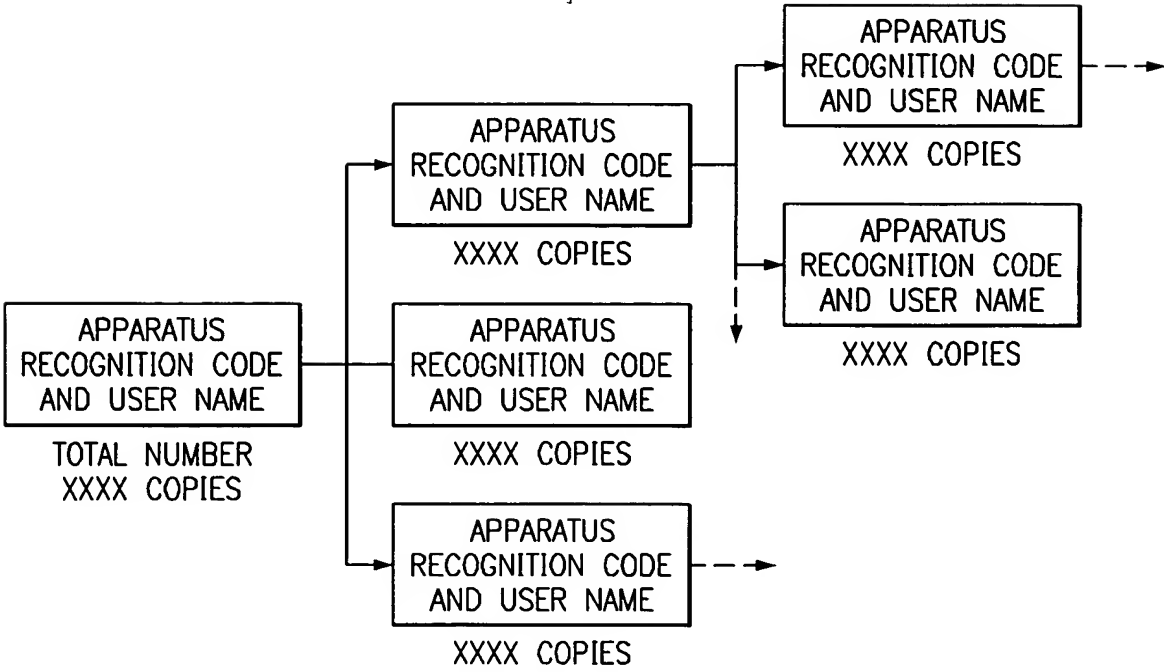 APPARATUS
RECOGNITION CODE
AND USER NAME
TOTAL NUMBER
XXXX COPIES
APPARATUS
RECOGNITION CODE
AND USER NAME
XXXX COPIES
APPARATUS
RECOGNITION CODE
AND USER NAME
XXXX COPIES
APPARATUS
RECOGNITION CODE
AND USER NAME
XXXX COPIES
APPARATUS
RECOGNITION CODE
AND USER NAME
XXXX COPIES
APPARATUS
RECOGNITION CODE
AND USER NAME
XXXX COPIES